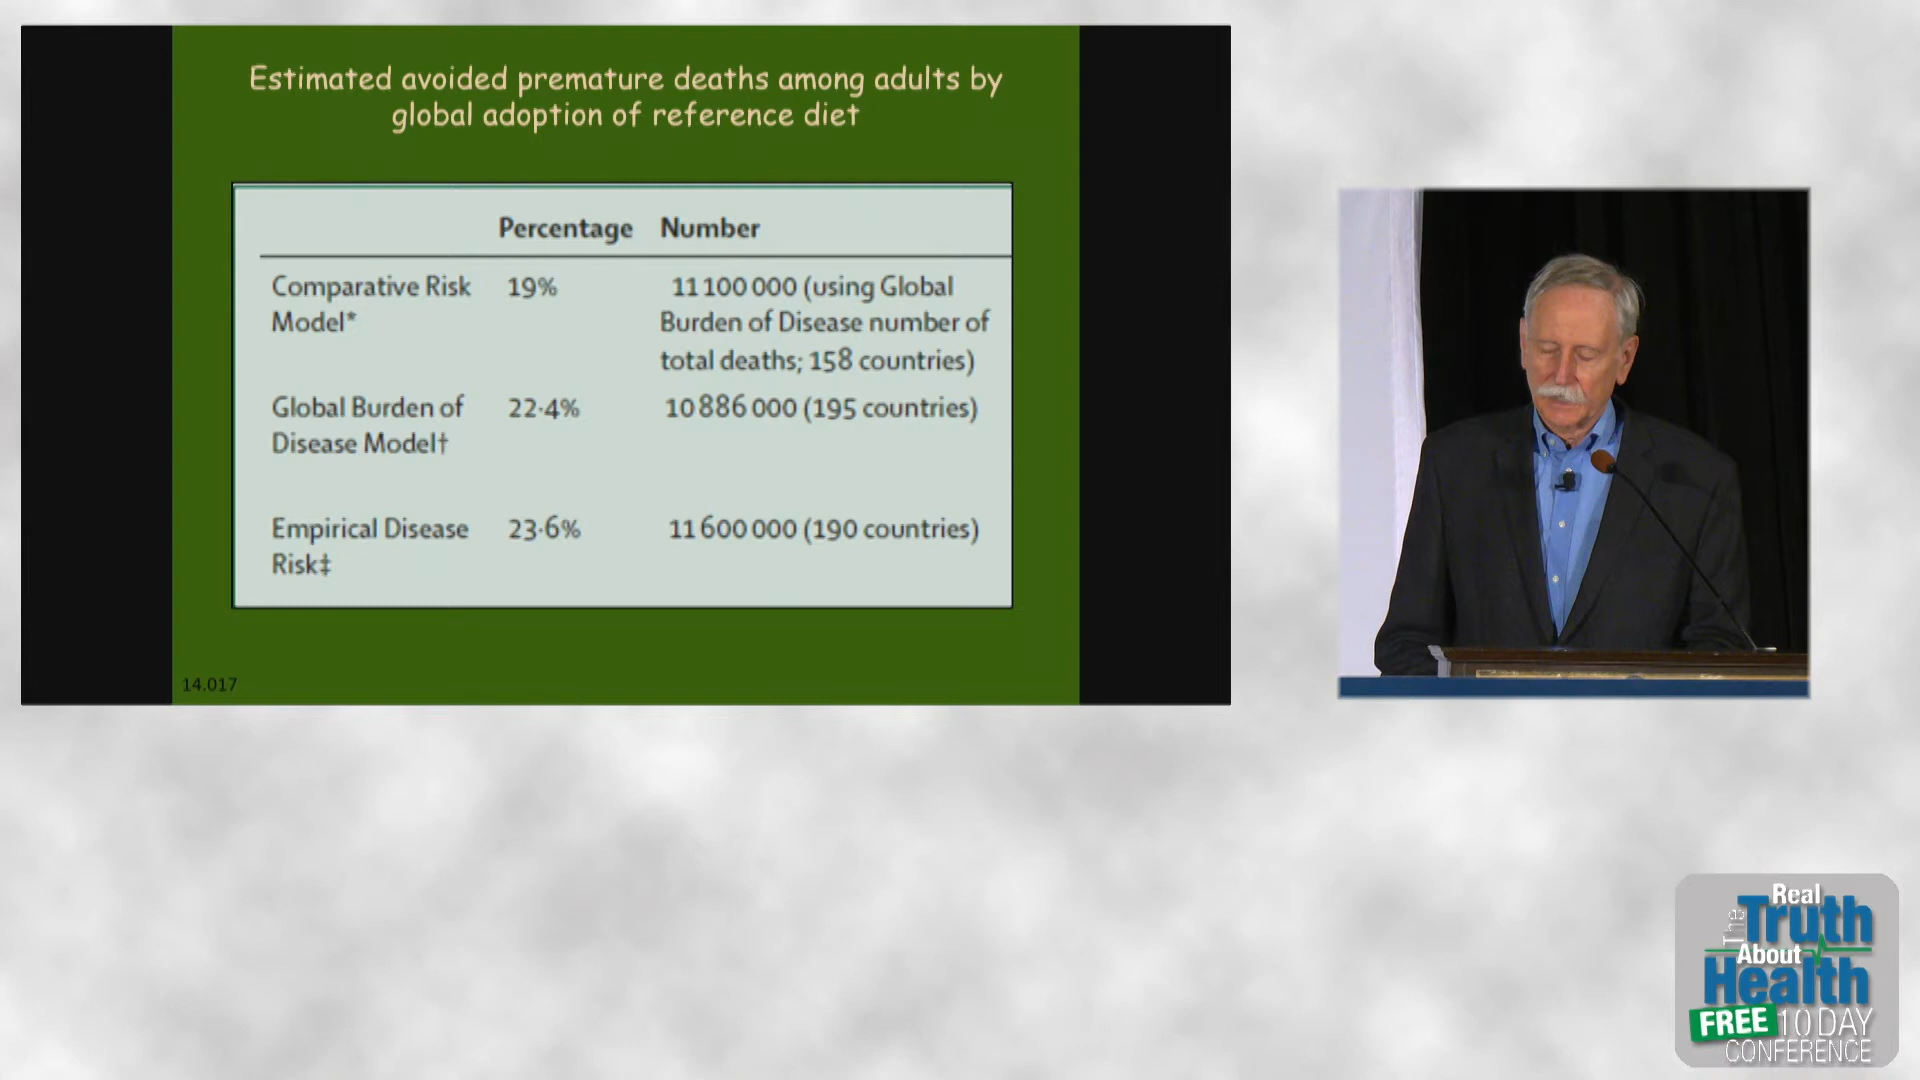 Estimated avoided premature deaths among adults by
global adoption of reference diet
Percentage Number
Comparative Risk 19% 11 100 000 (using Global
Model* Burden of Disease number of
total deaths; 158 countries)
Global Burden of 22·4% 10 886 000 (195 countries)
Disease Model†
Empirical Disease 23·6% 11 600 000 (190 countries)
Risk‡
14.017
The Real
Truth
About
Health
FREE 10 DAY
CONFERENCE